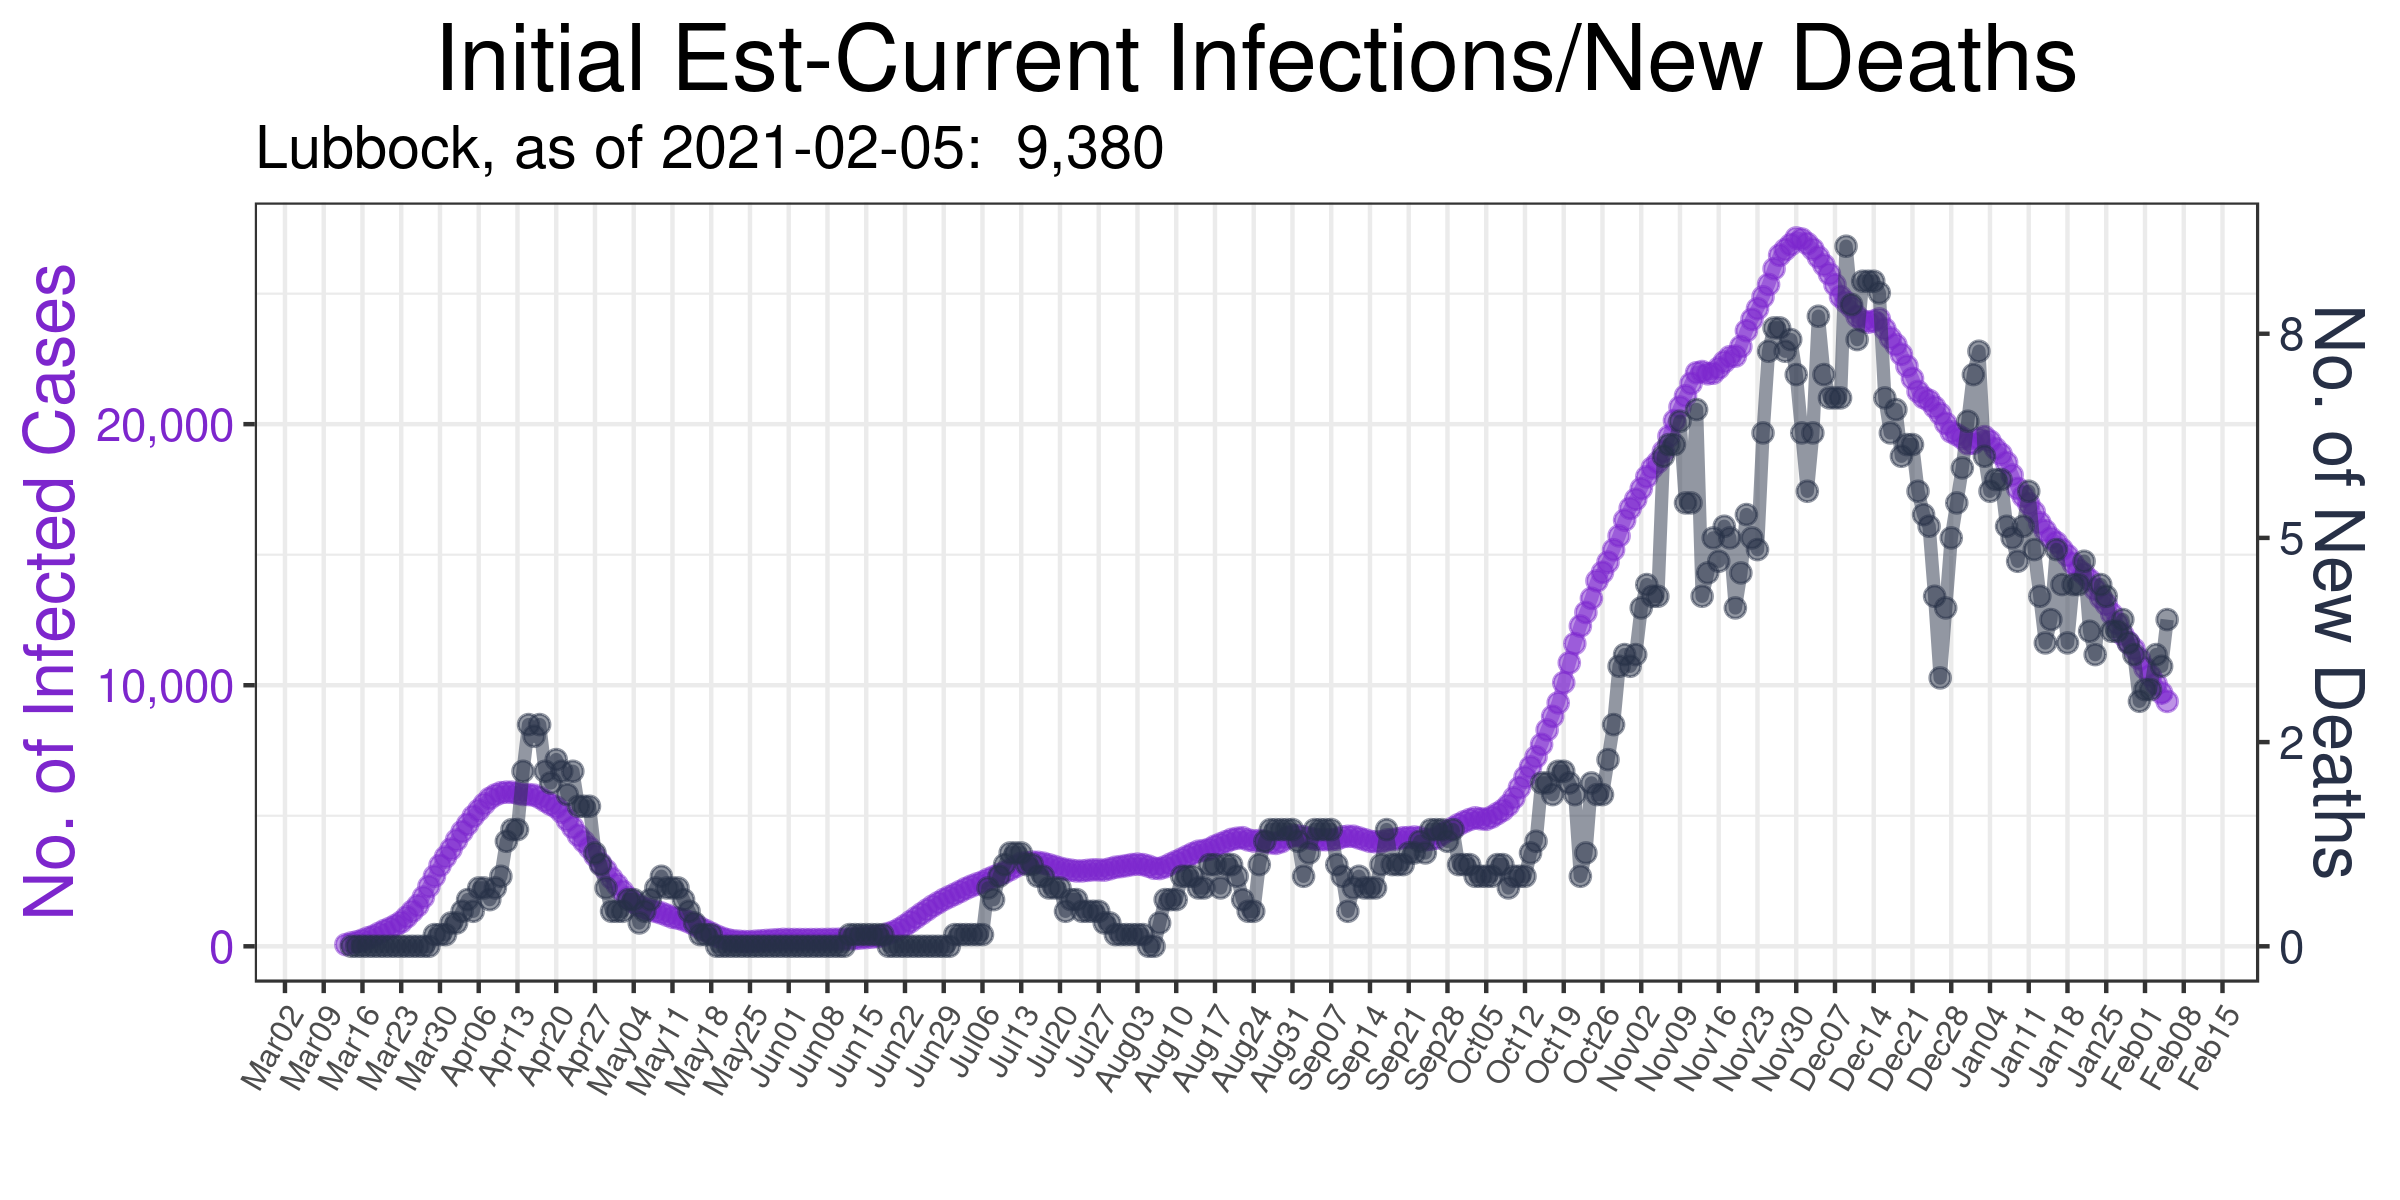 Initial Est-Current Infections/New Deaths
Lubbock, as of 2021-02-05:  9,380
No. of Infected Cases
20,000
10,000
0
8
5
2
0
No. of New Deaths
Mar02
Mar09
Mar16
Mar23
Mar30
Apr06
Apr13
Apr20
Apr27
May04
May11
May18
May25
Jun01
Jun08
Jun15
Jun22
Jun29
Jul06
Jul13
Jul20
Jul27
Aug03
Aug10
Aug17
Aug24
Aug31
Sep07
Sep14
Sep21
Sep28
Oct05
Oct12
Oct19
Oct26
Nov02
Nov09
Nov16
Nov23
Nov30
Dec07
Dec14
Dec21
Dec28
Jan04
Jan11
Jan18
Jan25
Feb01
Feb08
Feb15